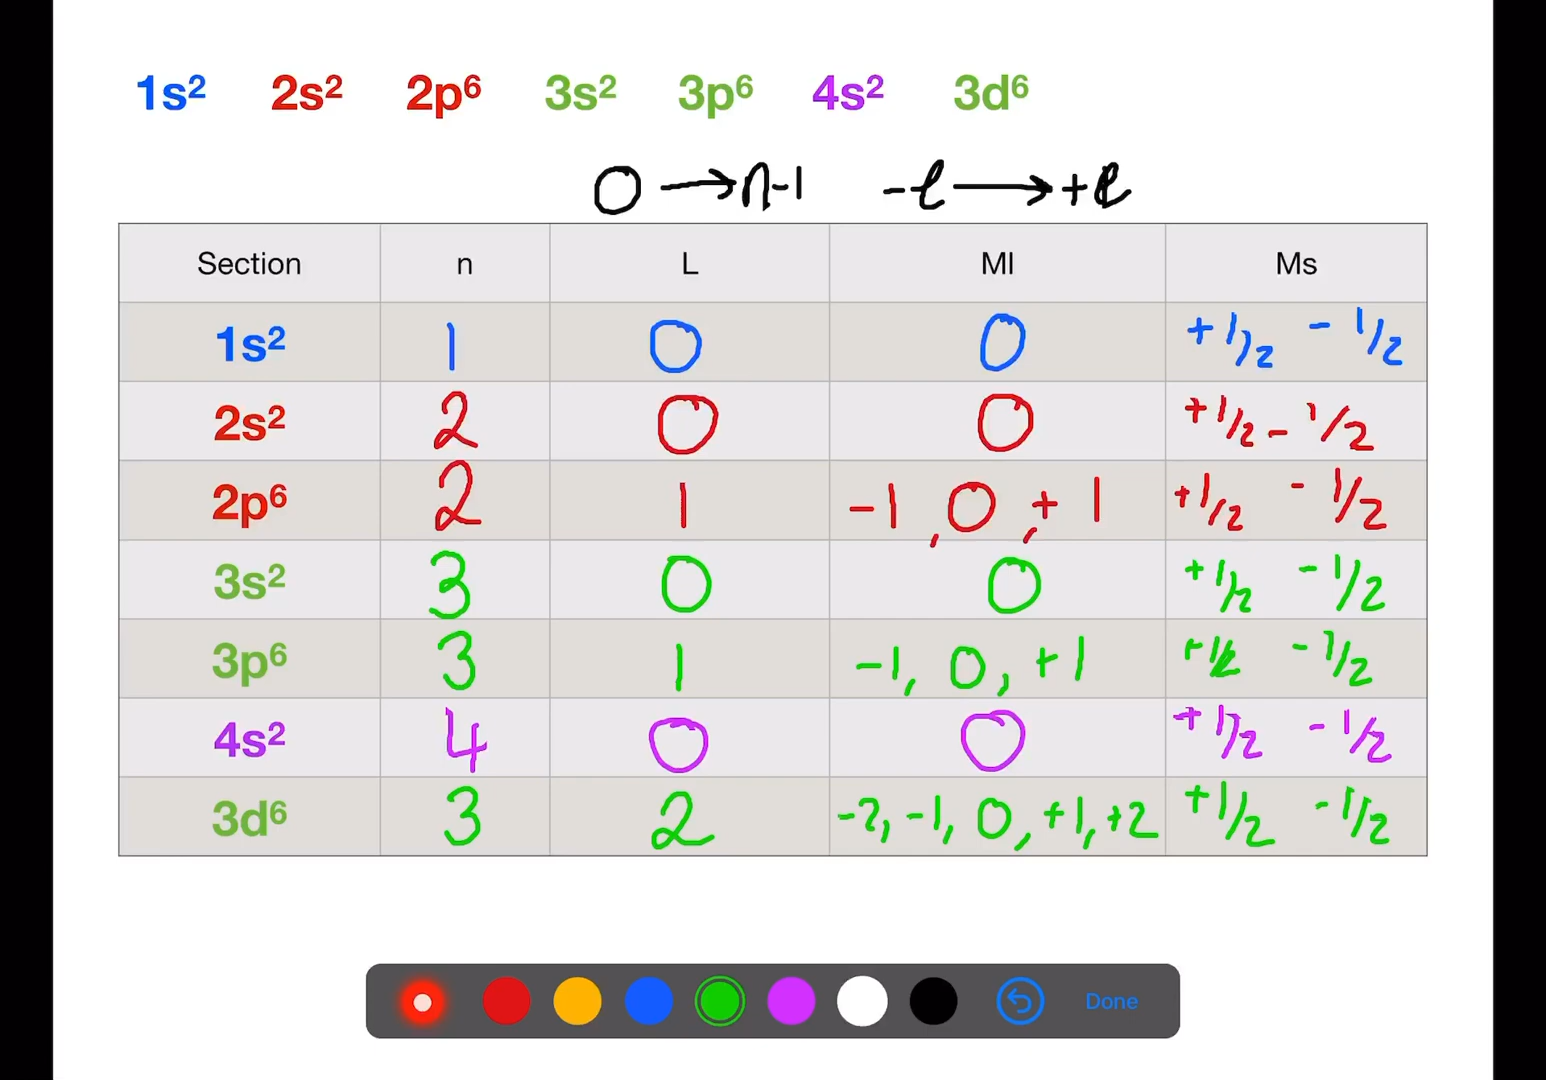 1s² 2s² 2p⁶ 3s² 3p⁶ 4s² 3d⁶
0 → n-1 -ℓ → +ℓ
Section n L Ml Ms
1s² 1 0 0 +1/2 -1/2
2s² 2 0 0 +1/2 -1/2
2p⁶ 2 1 -1, 0, +1 +1/2 -1/2
3s² 3 0 0 +1/2 -1/2
3p⁶ 3 1 -1, 0, +1 +1/2 -1/2
4s² 4 0 0 +1/2 -1/2
3d⁶ 3 2 -2, -1, 0, +1, +2 +1/2 -1/2
Done